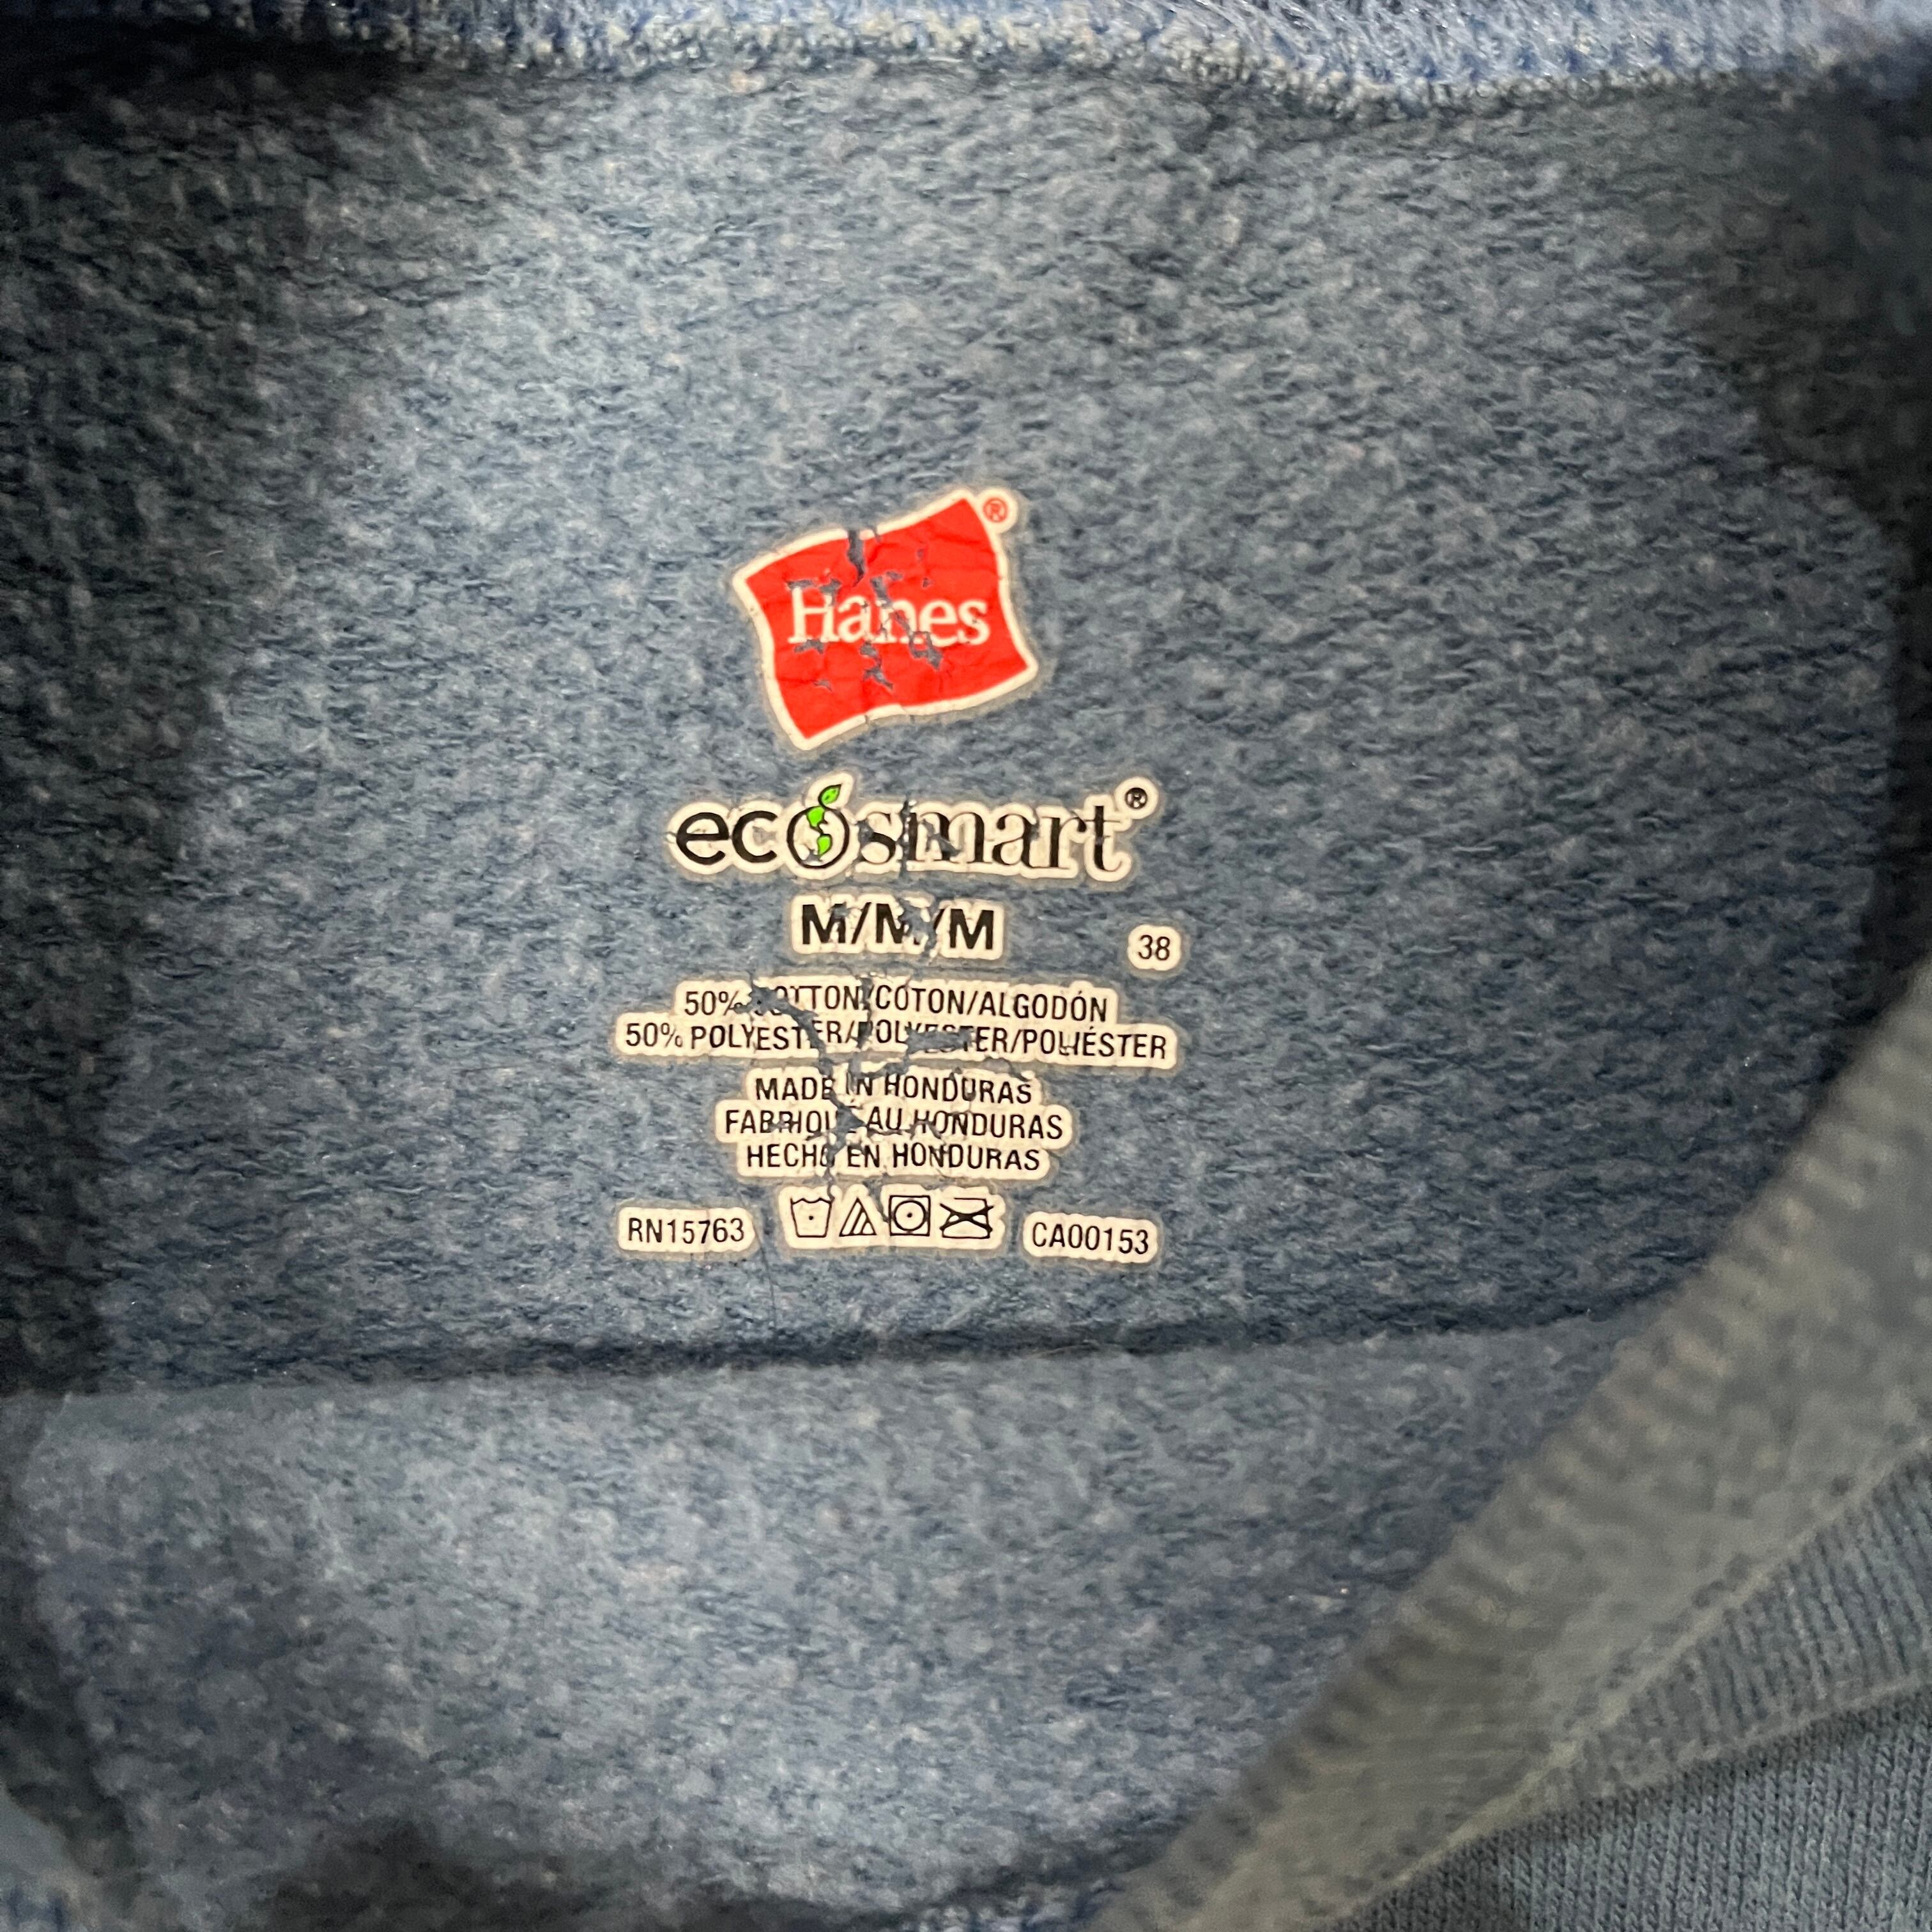 Hanes®
ecosmart®
M/M/M 38
50% COTTON/COTON/ALGODÓN
50% POLYESTER/POLYESTER/POLIÉSTER
MADE IN HONDURAS
FABRIQUÉ AU HONDURAS
HECHO EN HONDURAS
RN15763 CA00153